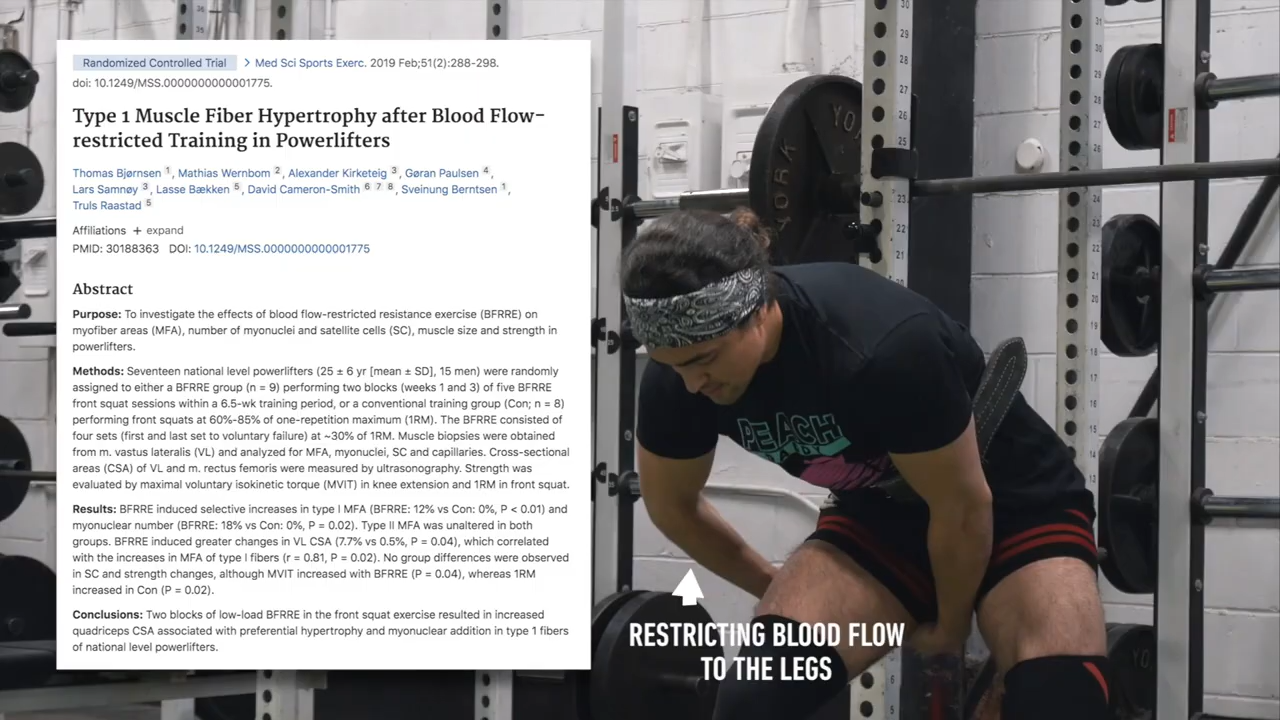 Randomized Controlled Trial > Med Sci Sports Exerc. 2019 Feb;51(2):288-298.
doi: 10.1249/MSS.0000000000001775.
Type 1 Muscle Fiber Hypertrophy after Blood Flow-
restricted Training in Powerlifters
Thomas Bjørnsen 1, Mathias Wernbom 2, Alexander Kirketeig 3, Gøran Paulsen 4,
Lars Samnøy 3, Lasse Bækken 5, David Cameron-Smith 6 7 8, Sveinung Berntsen 1,
Truls Raastad 5
Affiliations + expand
PMID: 30188363 DOI: 10.1249/MSS.0000000000001775
Abstract
Purpose: To investigate the effects of blood flow-restricted resistance exercise (BFRRE) on
myofiber areas (MFA), number of myonuclei and satellite cells (SC), muscle size and strength in
powerlifters.
Methods: Seventeen national level powerlifters (25 ± 6 yr [mean ± SD], 15 men) were randomly
assigned to either a BFRRE group (n = 9) performing two blocks (weeks 1 and 3) of five BFRRE
front squat sessions within a 6.5-wk training period, or a conventional training group (Con; n = 8)
performing front squats at 60%-85% of one-repetition maximum (1RM). The BFRRE consisted of
four sets (first and last set to voluntary failure) at ~30% of 1RM. Muscle biopsies were obtained
from m. vastus lateralis (VL) and analyzed for MFA, myonuclei, SC and capillaries. Cross-sectional
areas (CSA) of VL and m. rectus femoris were measured by ultrasonography. Strength was
evaluated by maximal voluntary isokinetic torque (MVIT) in knee extension and 1RM in front squat.
Results: BFRRE induced selective increases in type I MFA (BFRRE: 12% vs Con: 0%, P < 0.01) and
myonuclear number (BFRRE: 18% vs Con: 0%, P = 0.02). Type II MFA was unaltered in both
groups. BFRRE induced greater changes in VL CSA (7.7% vs 0.5%, P = 0.04), which correlated
with the increases in MFA of type I fibers (r = 0.81, P = 0.02). No group differences were observed
in SC and strength changes, although MVIT increased with BFRRE (P = 0.04), whereas 1RM
increased in Con (P = 0.02).
Conclusions: Two blocks of low-load BFRRE in the front squat exercise resulted in increased
quadriceps CSA associated with preferential hypertrophy and myonuclear addition in type 1 fibers
of national level powerlifters.
YORK
PEACH
RESTRICTING BLOOD FLOW
TO THE LEGS